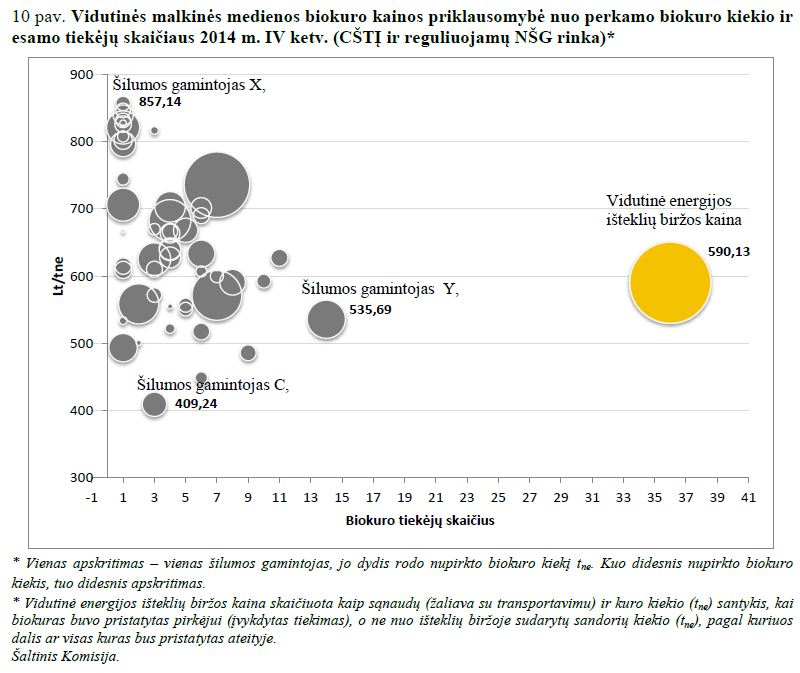 10 pav. Vidutinės malkinės medienos biokuro kainos priklausomybė nuo perkamo biokuro kiekio ir
esamo tiekėjų skaičiaus 2014 m. IV ketv. (CŠTĮ ir reguliuojamų NŠG rinka)*
900
Šilumos gamintojas X,
857,14
800
700
Vidutinė energijos
išteklių biržos kaina
590,13
Lt/tne
600
Šilumos gamintojas Y,
535,69
500
Šilumos gamintojas C,
409,24
400
300
-1 1 3 5 7 9 11 13 15 17 19 21 23 25 27 29 31 33 35 37 39 41
Biokuro tiekėjų skaičius
* Vienas apskritimas – vienas šilumos gamintojas, jo dydis rodo nupirkto biokuro kiekį tne. Kuo didesnis nupirkto biokuro
kiekis, tuo didesnis apskritimas.
* Vidutinė energijos išteklių biržos kaina skaičiuota kaip sąnaudų (žaliava su transportavimu) ir kuro kiekio (tne) santykis, kai
biokuras buvo pristatytas pirkėjui (įvykdytas tiekimas), o ne nuo išteklių biržoje sudarytų sandorių kiekio (tne), pagal kuriuos
dalis ar visas kuras bus pristatytas ateityje.
Šaltinis Komisija.